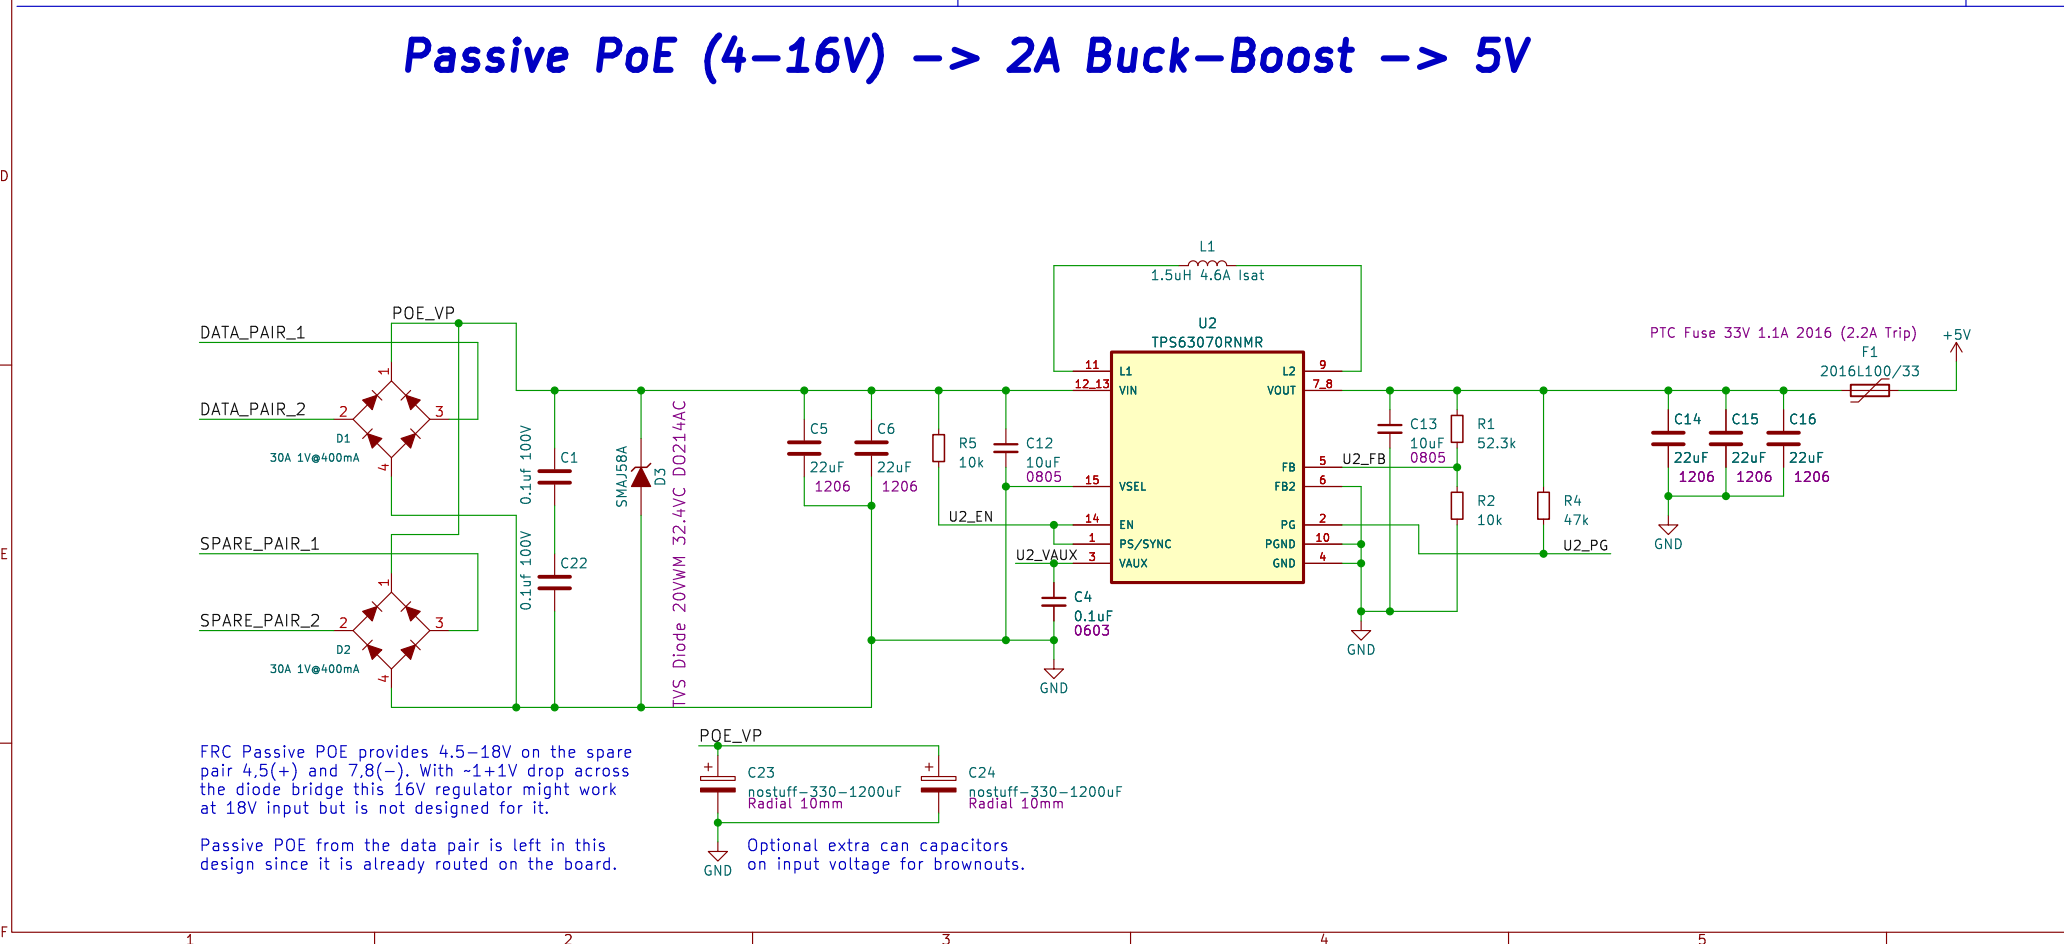 Passive PoE (4-16V) -> 2A Buck-Boost -> 5V
D
E
F
1
2
3
4
5
POE_VP
DATA_PAIR_1
DATA_PAIR_2
1
2
3
4
D1
30A 1V@400mA
SPARE_PAIR_1
SPARE_PAIR_2
1
2
3
4
D2
30A 1V@400mA
C1
0.1uf 100V
C22
0.1uf 100V
SMAJ58A
D3
TVS Diode 20VWM 32.4VC DO214AC
C5
22uF
1206
C6
22uF
1206
R5
10k
C12
10uF
0805
U2_EN
U2_VAUX
C4
0.1uF
0603
GND
L1
1.5uH 4.6A Isat
U2
TPS63070RNMR
11
L1
12_13
VIN
15
VSEL
14
EN
1
PS/SYNC
3
VAUX
9
L2
7_8
VOUT
5
FB
6
FB2
2
PG
10
PGND
4
GND
U2_FB
C13
10uF
0805
R1
52.3k
R2
10k
R4
47k
U2_PG
GND
C14
22uF
1206
C15
22uF
1206
C16
22uF
1206
GND
PTC Fuse 33V 1.1A 2016 (2.2A Trip)
F1
2016L100/33
+5V
FRC Passive POE provides 4.5-18V on the spare
pair 4,5(+) and 7,8(-). With ~1+1V drop across
the diode bridge this 16V regulator might work
at 18V input but is not designed for it.
Passive POE from the data pair is left in this
design since it is already routed on the board.
POE_VP
+
C23
nostuff-330-1200uF
Radial 10mm
+
C24
nostuff-330-1200uF
Radial 10mm
GND
Optional extra can capacitors
on input voltage for brownouts.